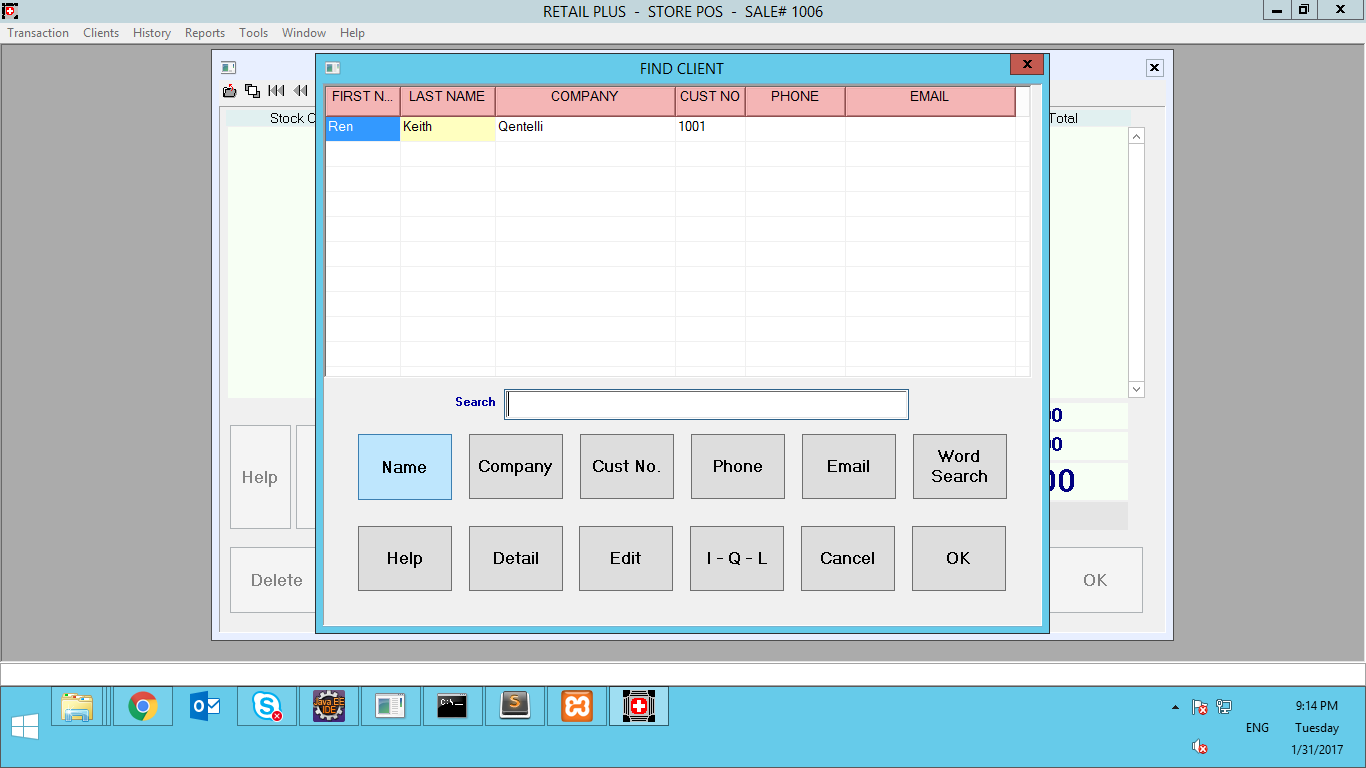 RETAIL PLUS - STORE POS - SALE# 1006
Transaction Clients History Reports Tools Window Help
FIND CLIENT
FIRST N... LAST NAME COMPANY CUST NO PHONE EMAIL
Ren Keith Qentelli 1001
Stock C
Total
Search
00
00
00
Name Company Cust No. Phone Email Word Search
Help
Help Detail Edit I - Q - L Cancel OK
Delete
OK
Java EE IDE
C:\
S
9:14 PM
ENG Tuesday
1/31/2017